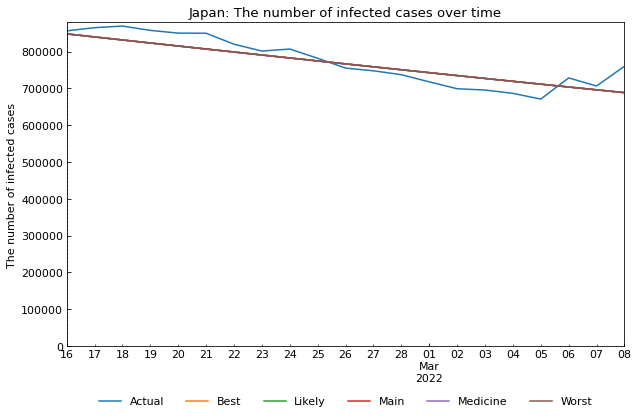 Japan: The number of infected cases over time
The number of infected cases
800000
700000
600000
500000
400000
300000
200000
100000
0
16 17 18 19 20 21 22 23 24 25 26 27 28 01 02 03 04 05 06 07 08
Mar
2022
Actual Best Likely Main Medicine Worst